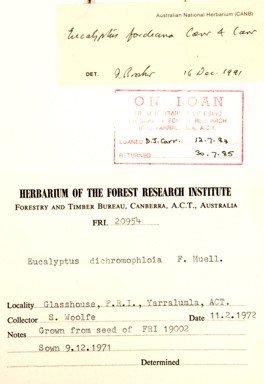 Australian National Herbarium (CANB)
Eucalyptus fordeana Carr & Carr
DET. 16 Dec. 1991
ON LOAN
YARRALUMLA, A.C.T.
LOANED D.J. Carr. 12.7.84
RETURNED 30.7.85
HERBARIUM OF THE FOREST RESEARCH INSTITUTE
FORESTRY AND TIMBER BUREAU, CANBERRA, A.C.T., AUSTRALIA
FRI. 20954
Eucalyptus dichromophloia F. Muell.
Locality Glasshouse, F.R.I., Yarralumla, ACT.
Collector S. Woolfe Date 11.2.1972
Notes Grown from seed of FRI 19002
Sown 9.12.1971
Determined